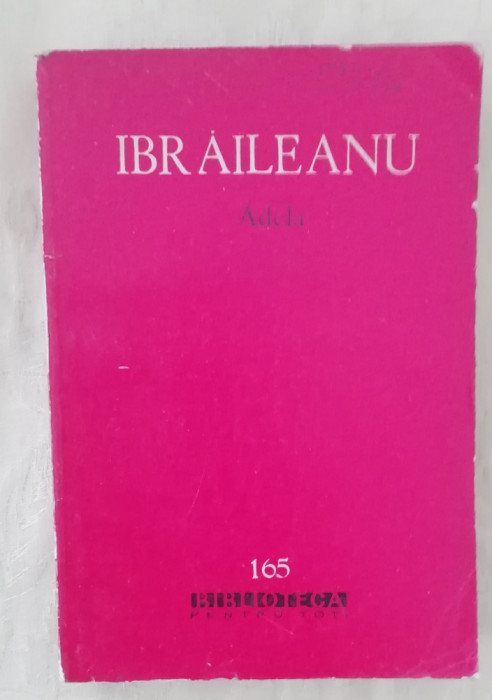 IBRĂILEANU
Adela
165
BIBLIOTECA
PENTRU TOȚI